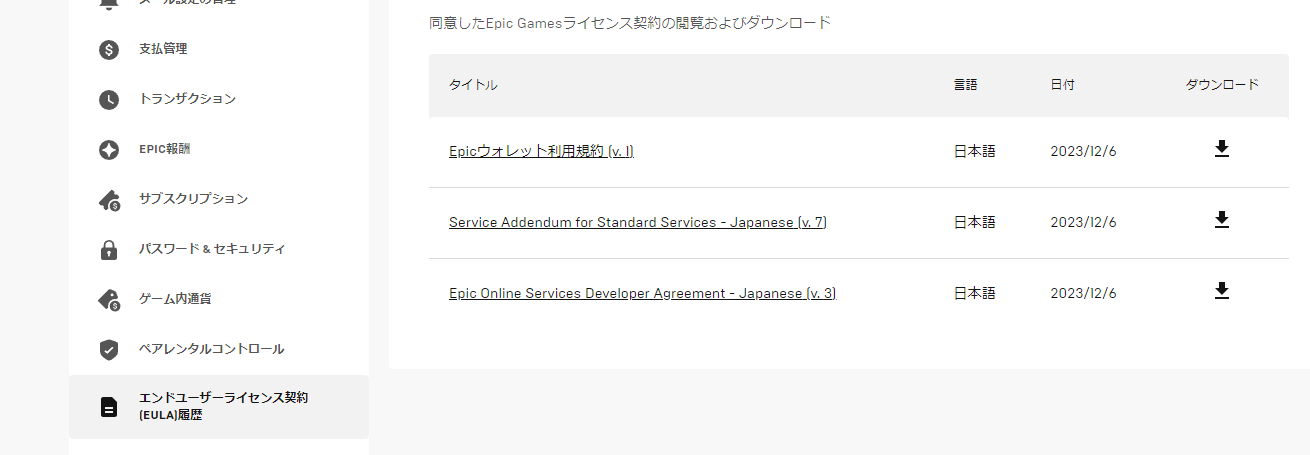 同意したEpic Gamesライセンス契約の閲覧およびダウンロード
支払管理
トランザクション
EPIC報酬
サブスクリプション
パスワード & セキュリティ
ゲーム内通貨
ペアレンタルコントロール
エンドユーザーライセンス契約
(EULA)履歴
タイトル 言語 日付 ダウンロード
Epicウォレット利用規約 (v. 1) 日本語 2023/12/6
Service Addendum for Standard Services - Japanese (v. 7) 日本語 2023/12/6
Epic Online Services Developer Agreement - Japanese (v. 3) 日本語 2023/12/6